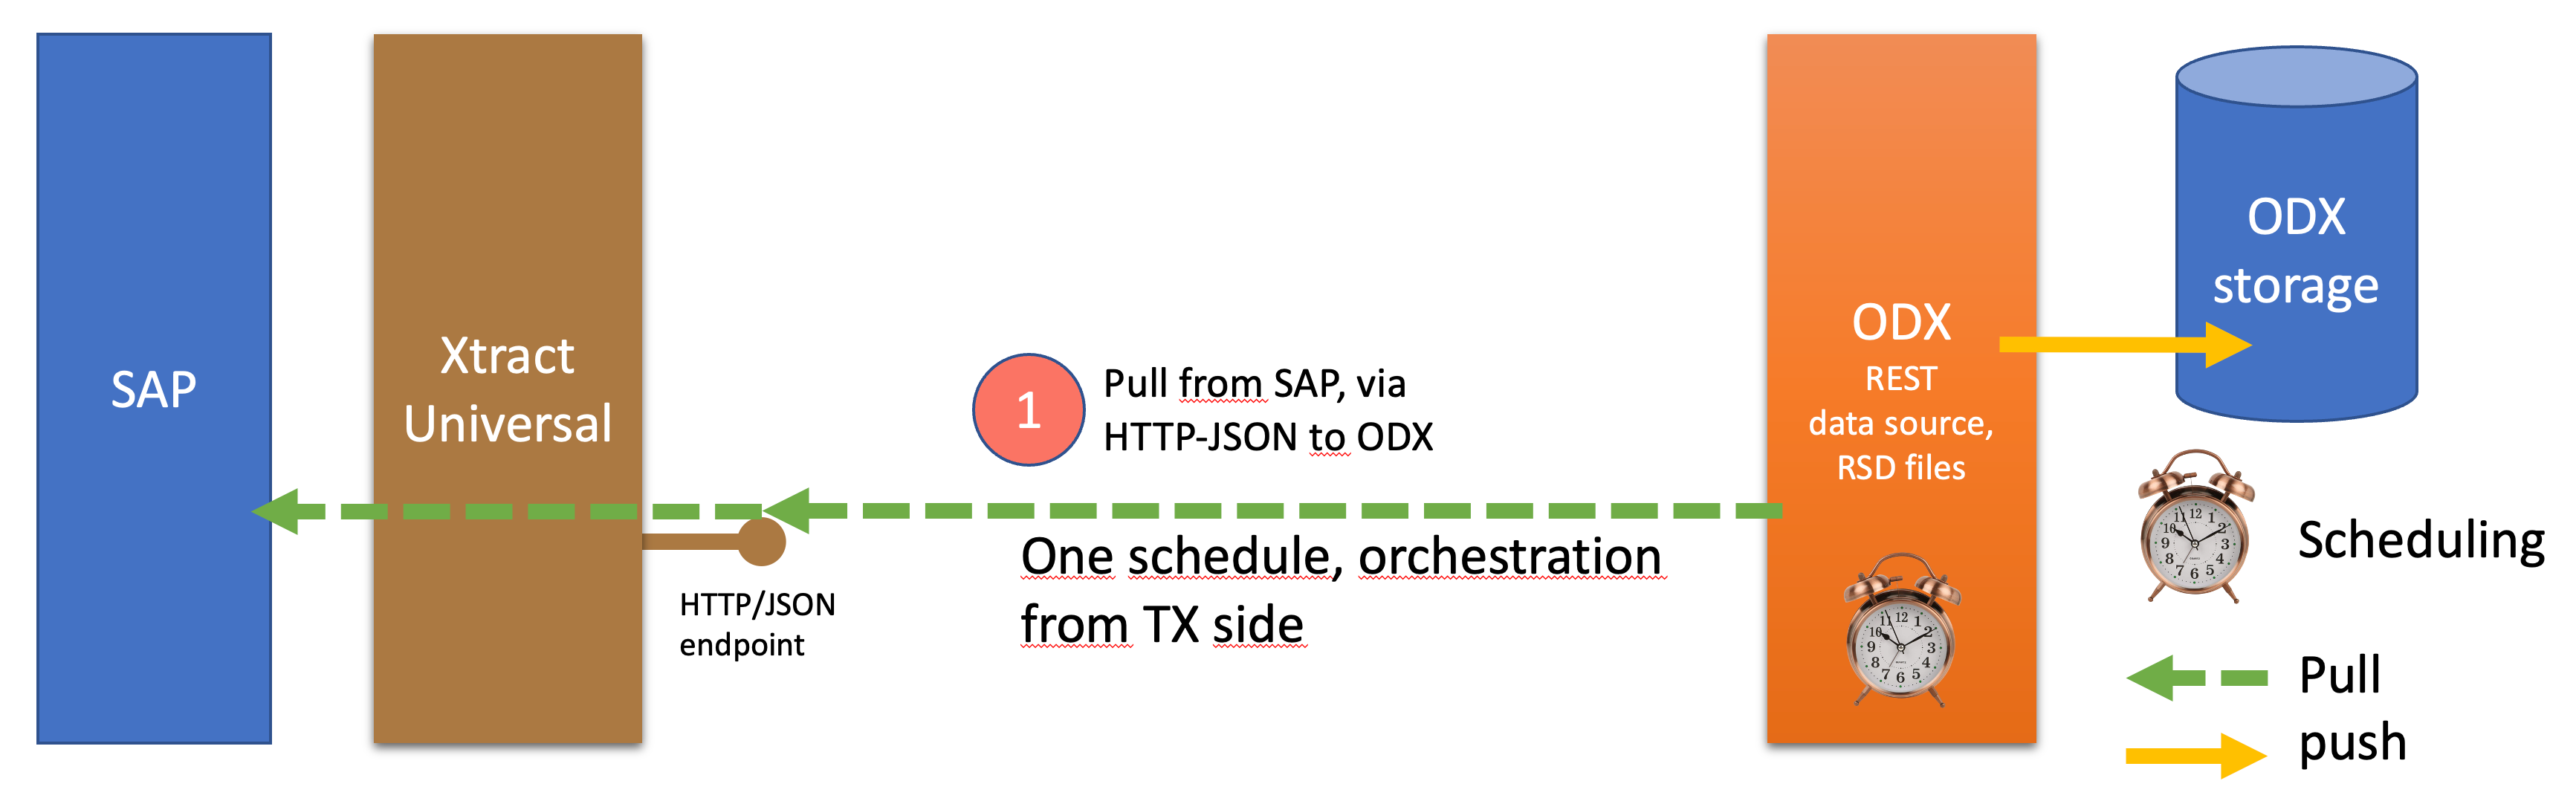 SAP
Xtract
Universal
HTTP/JSON
endpoint
1
Pull from SAP, via
HTTP-JSON to ODX
One schedule, orchestration
from TX side
ODX
REST
data source,
RSD files
ODX
storage
Scheduling
Pull
push